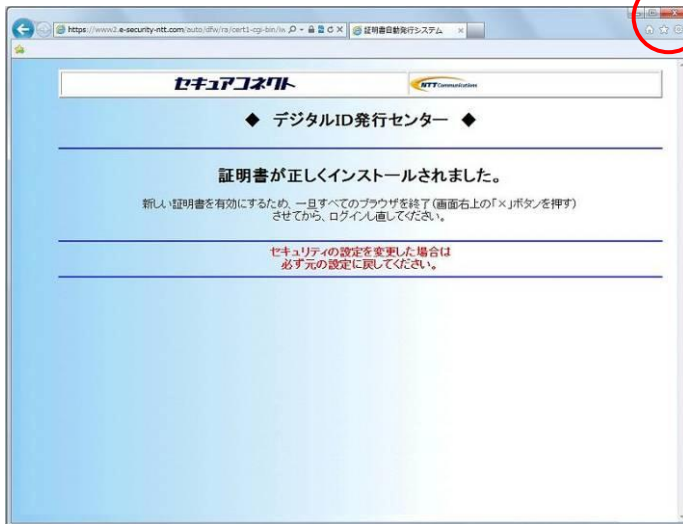 https://www2.e-security-ntt.com/auto/dfw/ra/cert1-cgi-bin/
証明書自動発行システム
セキュアコネクト
NTT Communications
◆ デジタルID発行センター ◆
証明書が正しくインストールされました。
新しい証明書を有効にするため、一旦すべてのブラウザを終了(画面右上の「×」ボタンを押す)
させてから、ログインし直してください。
セキュリティの設定を変更した場合は
必ず元の設定に戻してください。